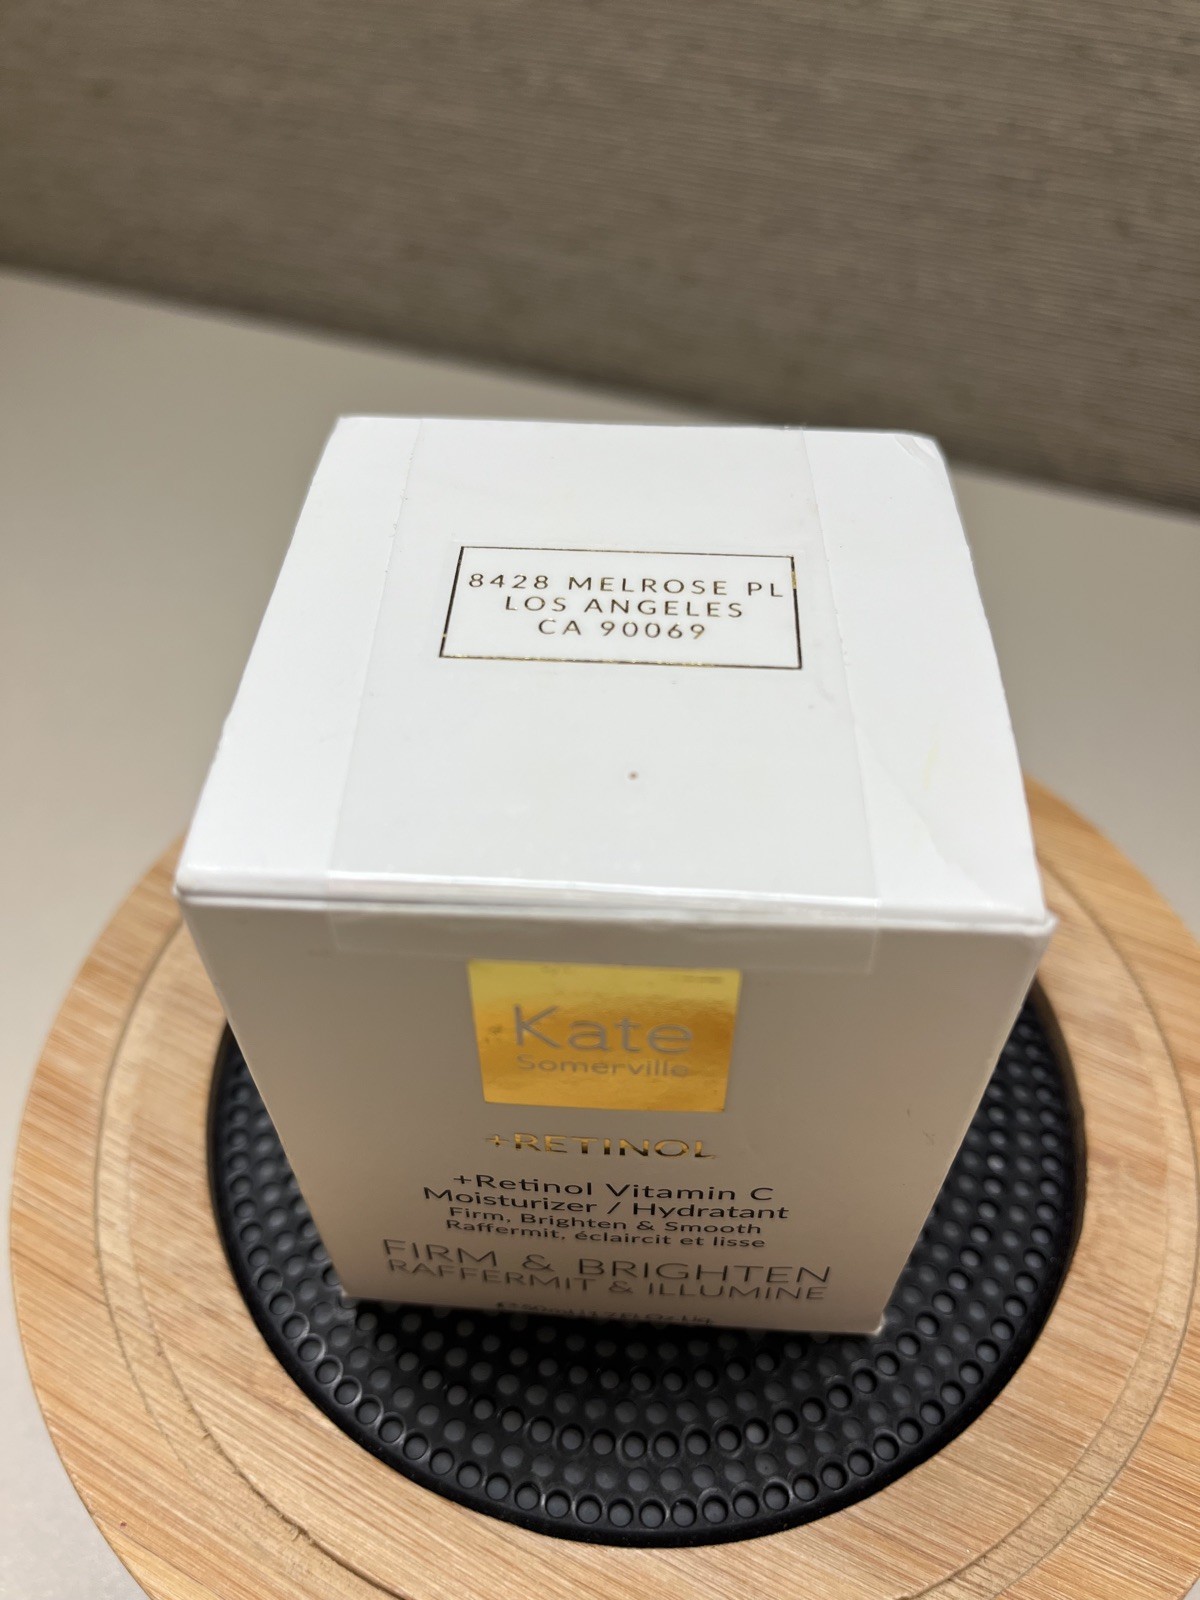 8428 MELROSE PL
LOS ANGELES
CA 90069
Kate
Somerville
+RETINOL
+Retinol Vitamin C
Moisturizer / Hydratant
Firm, Brighten & Smooth
Raffermit, éclaircit et lisse
FIRM & BRIGHTEN
RAFFERMIT & ILLUMINE